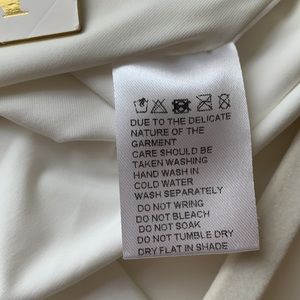 DUE TO THE DELICATE
NATURE OF THE
GARMENT
CARE SHOULD BE
TAKEN WASHING
HAND WASH IN
COLD WATER
WASH SEPARATELY
DO NOT WRING
DO NOT BLEACH
DO NOT SOAK
DO NOT TUMBLE DRY
DRY FLAT IN SHADE